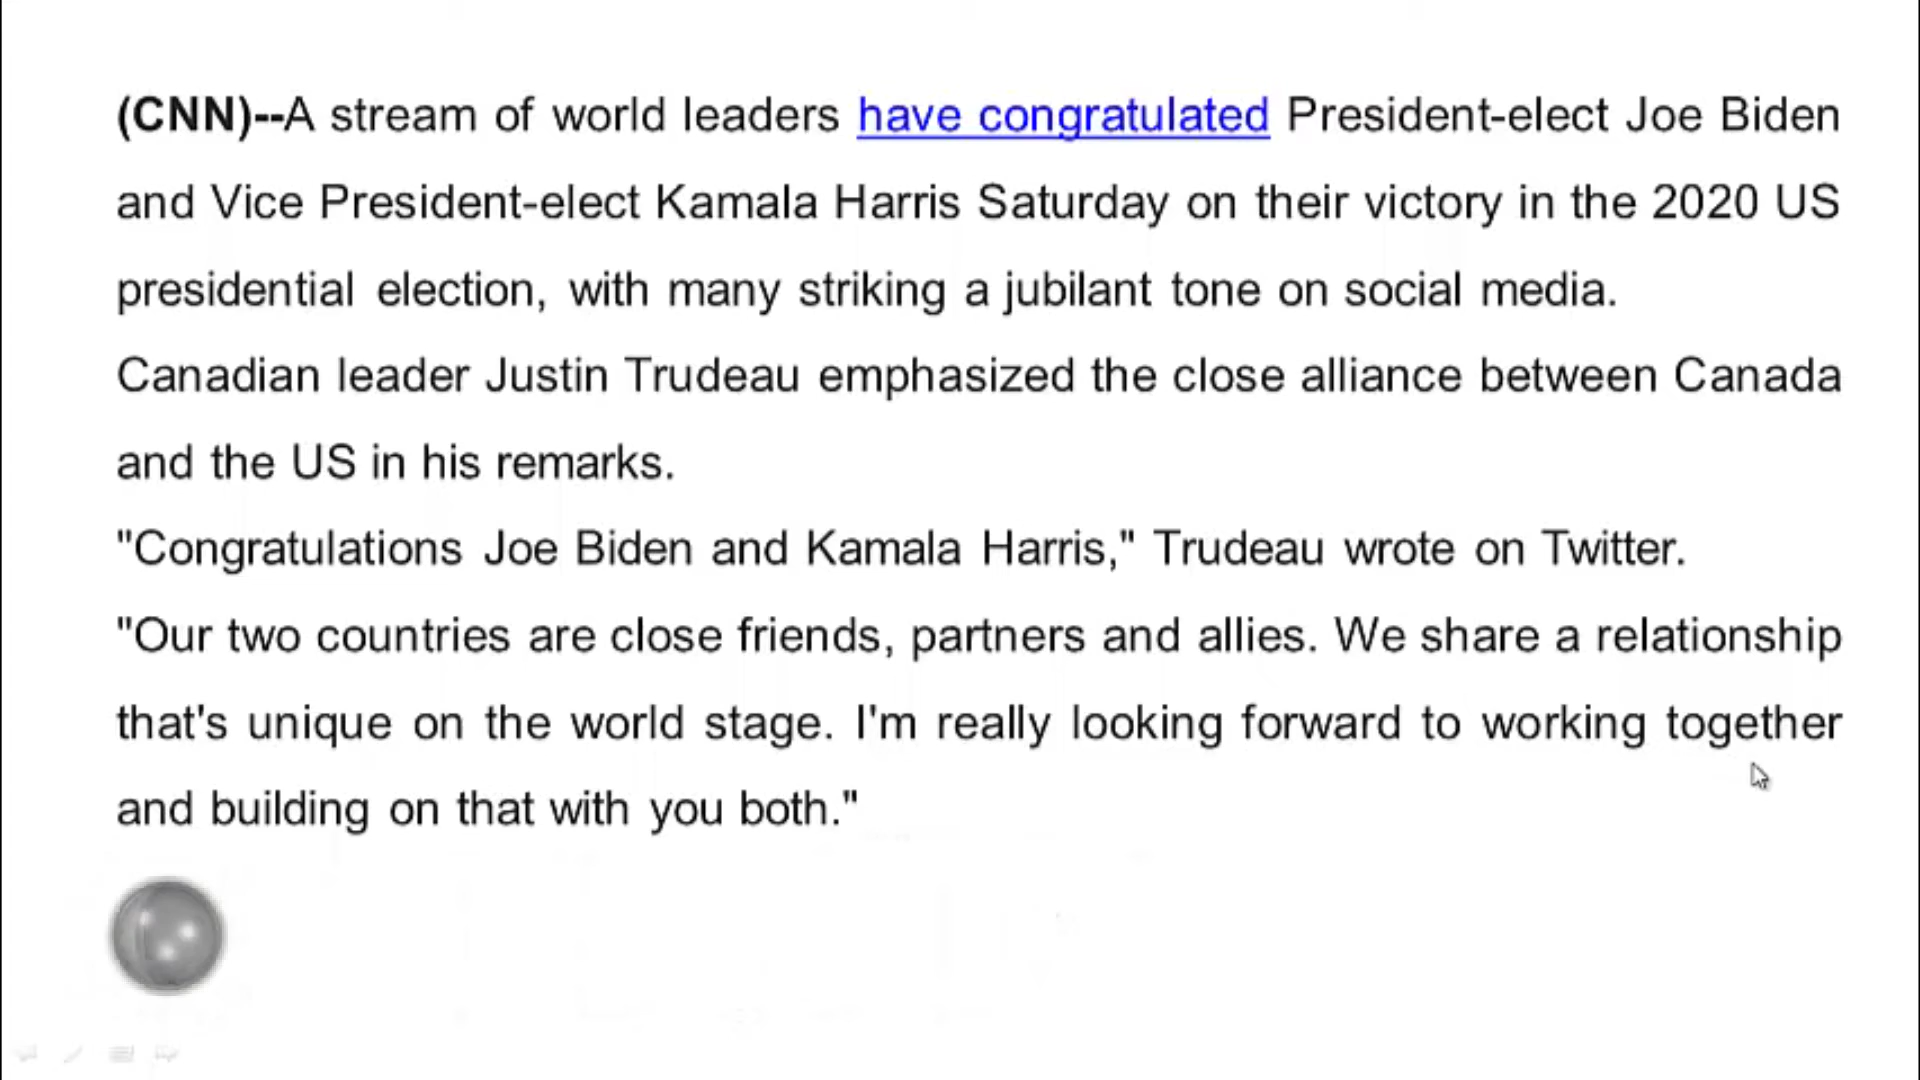 (CNN)--A stream of world leaders have congratulated President-elect Joe Biden
and Vice President-elect Kamala Harris Saturday on their victory in the 2020 US
presidential election, with many striking a jubilant tone on social media.
Canadian leader Justin Trudeau emphasized the close alliance between Canada
and the US in his remarks.
"Congratulations Joe Biden and Kamala Harris," Trudeau wrote on Twitter.
"Our two countries are close friends, partners and allies. We share a relationship
that's unique on the world stage. I'm really looking forward to working together
and building on that with you both."